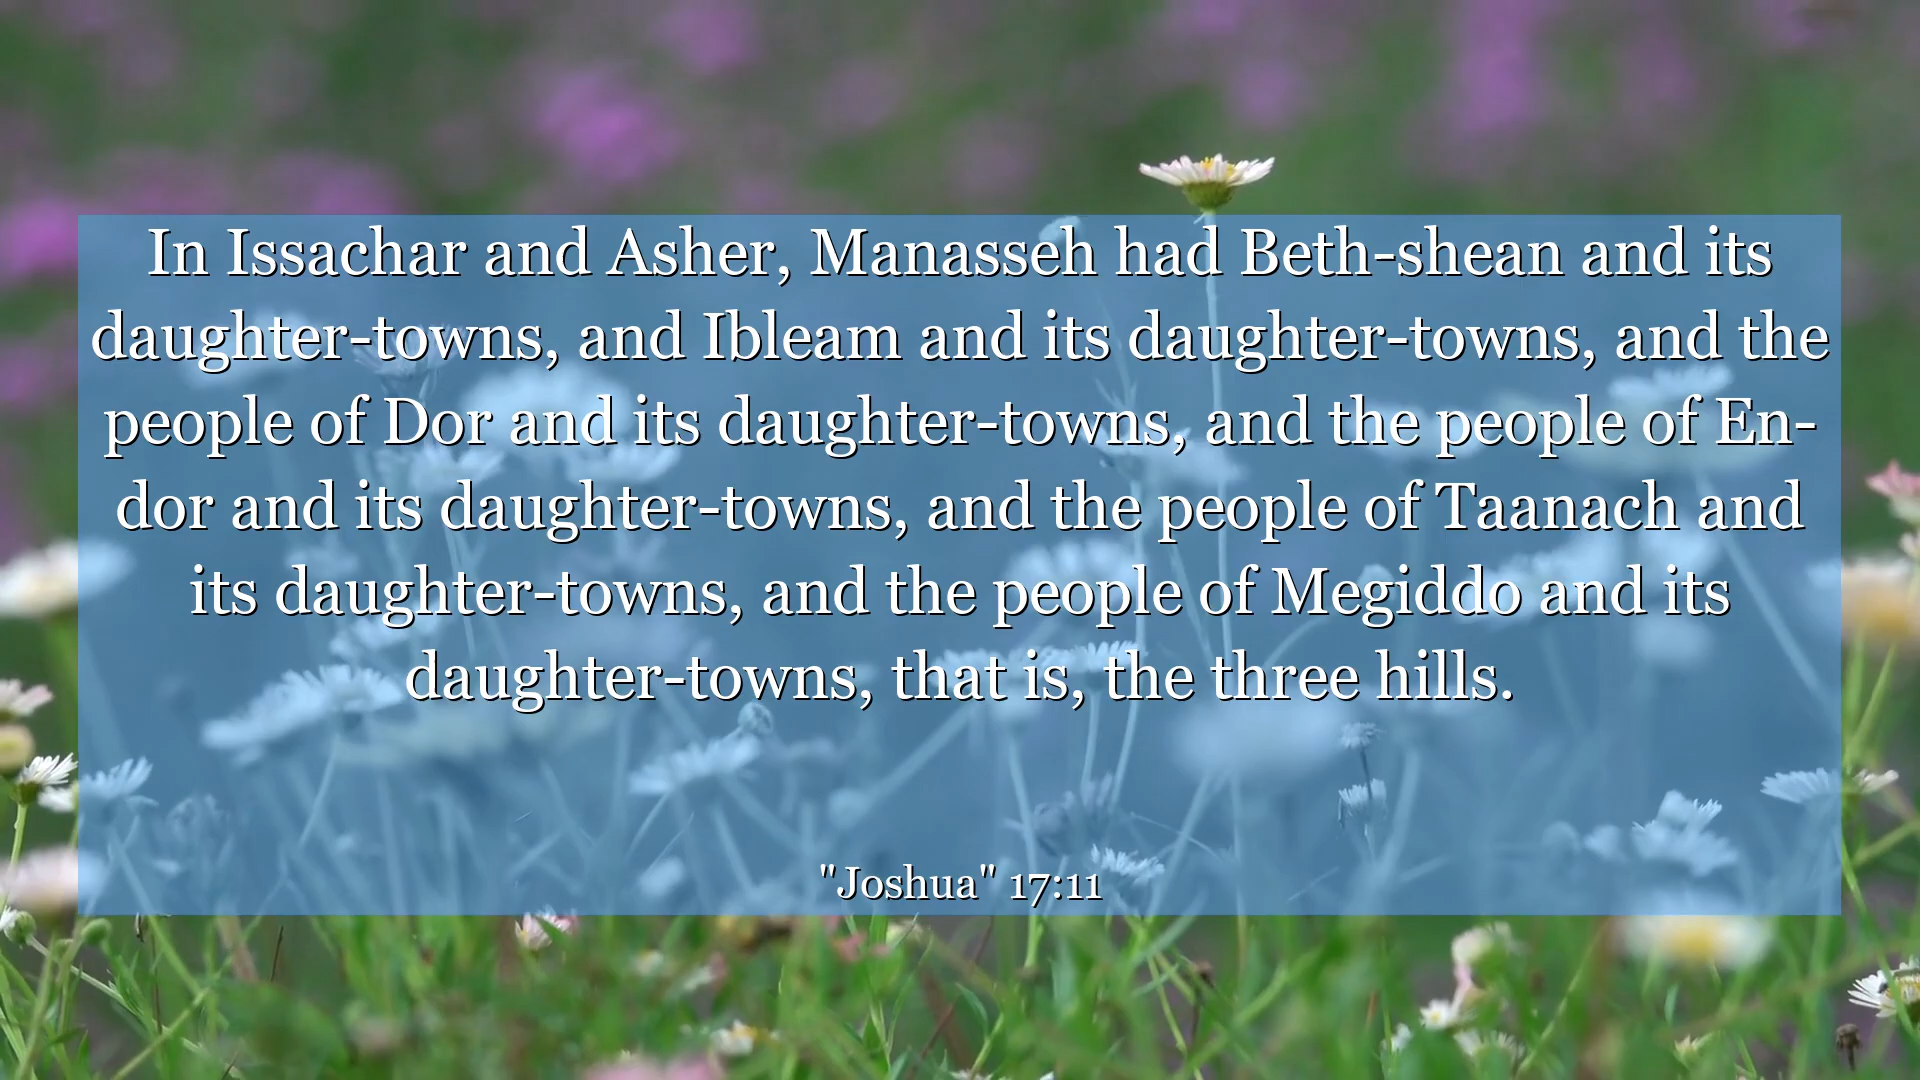 In Issachar and Asher, Manasseh had Beth-shean and its
daughter-towns, and Ibleam and its daughter-towns, and the
people of Dor and its daughter-towns, and the people of En-
dor and its daughter-towns, and the people of Taanach and
its daughter-towns, and the people of Megiddo and its
daughter-towns, that is, the three hills.
"Joshua" 17:11